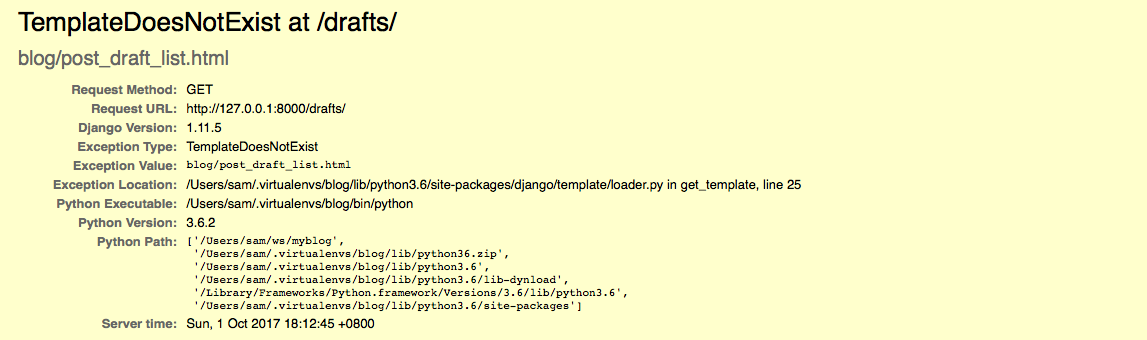 TemplateDoesNotExist at /drafts/
blog/post_draft_list.html
Request Method: GET
Request URL: http://127.0.0.1:8000/drafts/
Django Version: 1.11.5
Exception Type: TemplateDoesNotExist
Exception Value: blog/post_draft_list.html
Exception Location: /Users/sam/.virtualenvs/blog/lib/python3.6/site-packages/django/template/loader.py in get_template, line 25
Python Executable: /Users/sam/.virtualenvs/blog/bin/python
Python Version: 3.6.2
Python Path: ['/Users/sam/ws/myblog',
'/Users/sam/.virtualenvs/blog/lib/python36.zip',
'/Users/sam/.virtualenvs/blog/lib/python3.6',
'/Users/sam/.virtualenvs/blog/lib/python3.6/lib-dynload',
'/Library/Frameworks/Python.framework/Versions/3.6/lib/python3.6',
'/Users/sam/.virtualenvs/blog/lib/python3.6/site-packages']
Server time: Sun, 1 Oct 2017 18:12:45 +0800